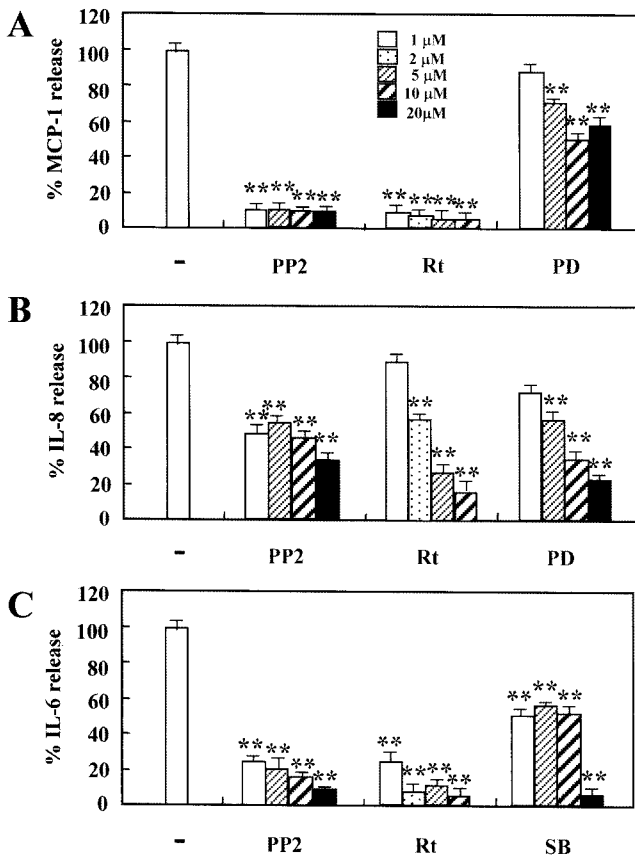 A
% MCP-1 release
120
100
80
60
40
20
0
1 μM
2 μM
5 μM
10 μM
20μM
** ** ** **
** ** ** **
** ** **
- PP2 Rt PD
B
% IL-8 release
120
100
80
60
40
20
0
** ** ** **
** ** **
** ** **
- PP2 Rt PD
C
% IL-6 release
120
100
80
60
40
20
0
** ** ** **
** ** ** **
** ** ** **
- PP2 Rt SB